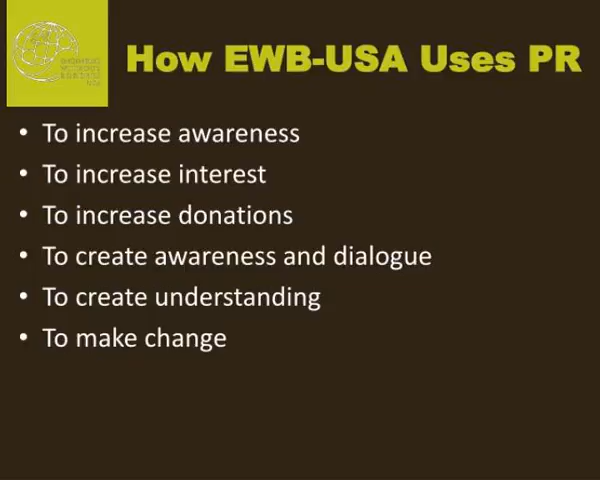 How EWB-USA Uses PR
• To increase awareness
• To increase interest
• To increase donations
• To create awareness and dialogue
• To create understanding
• To make change